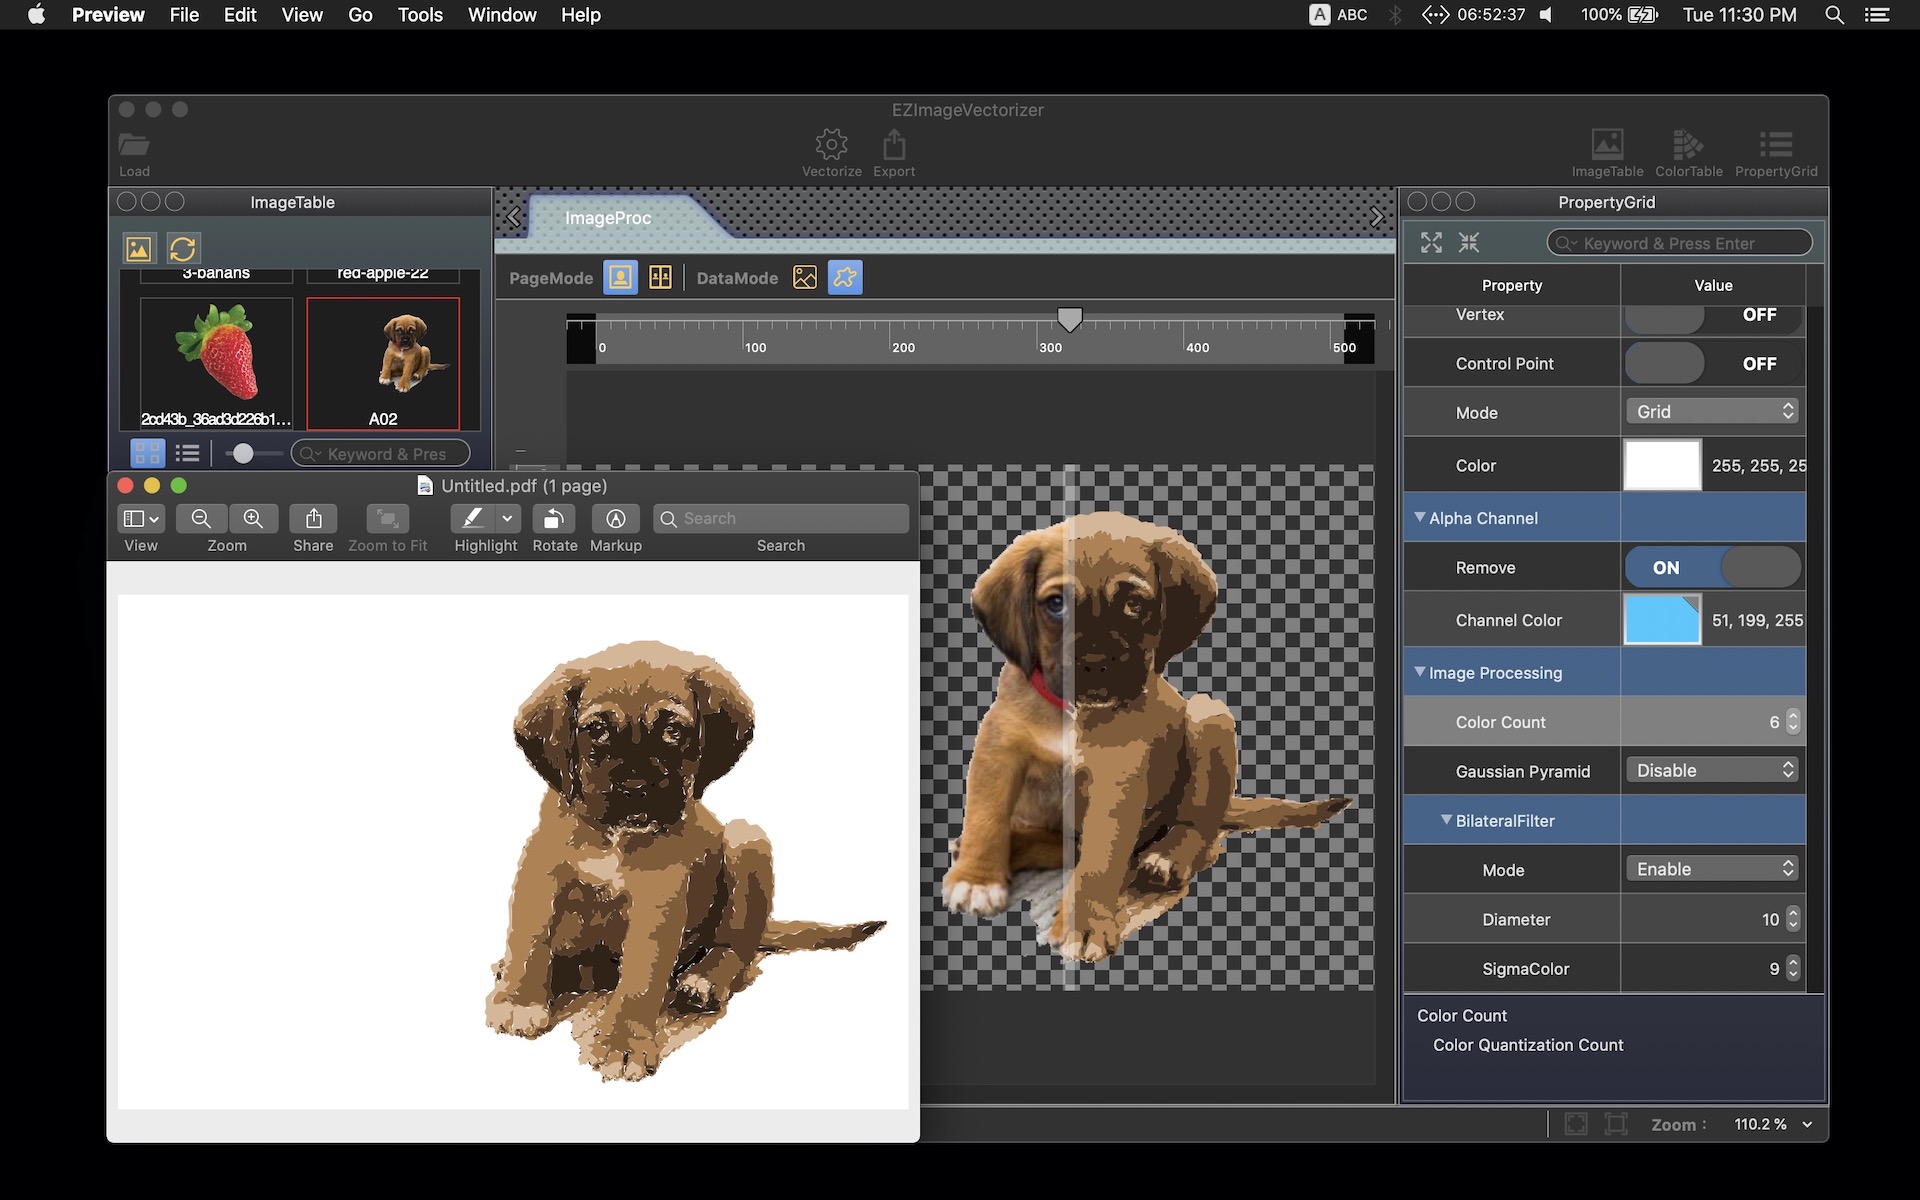 Preview File Edit View Go Tools Window Help
A ABC 06:52:37 100% Tue 11:30 PM
EZImageVectorizer
Load Vectorize Export ImageTable ColorTable PropertyGrid
ImageTable
3-banans red-apple-22
2cd43b_36ad3d226b1... A02
Keyword & Pres
ImageProc
PageMode DataMode
0 100 200 300 400 500
Untitled.pdf (1 page)
Search
View Zoom Share Zoom to Fit Highlight Rotate Markup Search
PropertyGrid
Keyword & Press Enter
Property Value
Vertex OFF
Control Point OFF
Mode Grid
Color 255, 255, 25
Alpha Channel
Remove ON
Channel Color 51, 199, 255
Image Processing
Color Count 6
Gaussian Pyramid Disable
BilateralFilter
Mode Enable
Diameter 10
SigmaColor 9
Color Count
Color Quantization Count
Zoom : 110.2 %